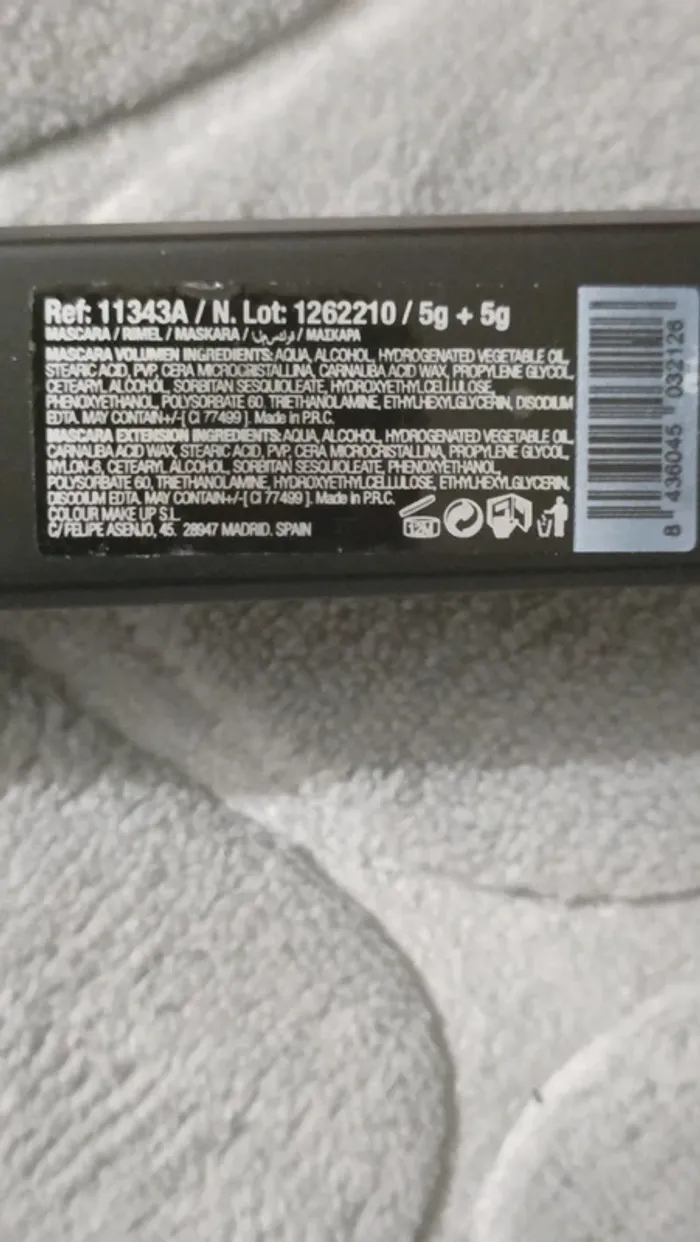 Ref: 11343A / N. Lot: 1262210 / 5g + 5g
MASCARA / RIMEL / MASKARA / / ΜΑΣΚΑΡΑ
MASCARA VOLUMEN INGREDIENTS: AQUA, ALCOHOL, HYDROGENATED VEGETABLE OIL,
STEARIC ACID, PVP, CERA MICROCRISTALLINA, CARNAUBA ACID WAX, PROPYLENE GLYCOL,
CETEARYL ALCOHOL, SORBITAN SESQUIOLEATE, HYDROXYETHYLCELLULOSE,
PHENOXYETHANOL, POLYSORBATE 60, TRIETHANOLAMINE, ETHYLHEXYLGLYCERIN, DISODIUM
EDTA. MAY CONTAIN+/-[ CI 77499 ]. Made in P.R.C.
MASCARA EXTENSION INGREDIENTS: AQUA, ALCOHOL, HYDROGENATED VEGETABLE OIL,
CARNAUBA ACID WAX, STEARIC ACID, PVP, CERA MICROCRISTALLINA, PROPYLENE GLYCOL,
NYLON-6, CETEARYL ALCOHOL, SORBITAN SESQUIOLEATE, PHENOXYETHANOL,
POLYSORBATE 60, TRIETHANOLAMINE, HYDROXYETHYLCELLULOSE, ETHYLHEXYLGLYCERIN,
DISODIUM EDTA. MAY CONTAIN+/-[ CI 77499 ]. Made in P.R.C.
COLOUR MAKE UP S.L.
C/ FELIPE ASENJO, 45. 28947 MADRID. SPAIN
12M
8 436045 032126